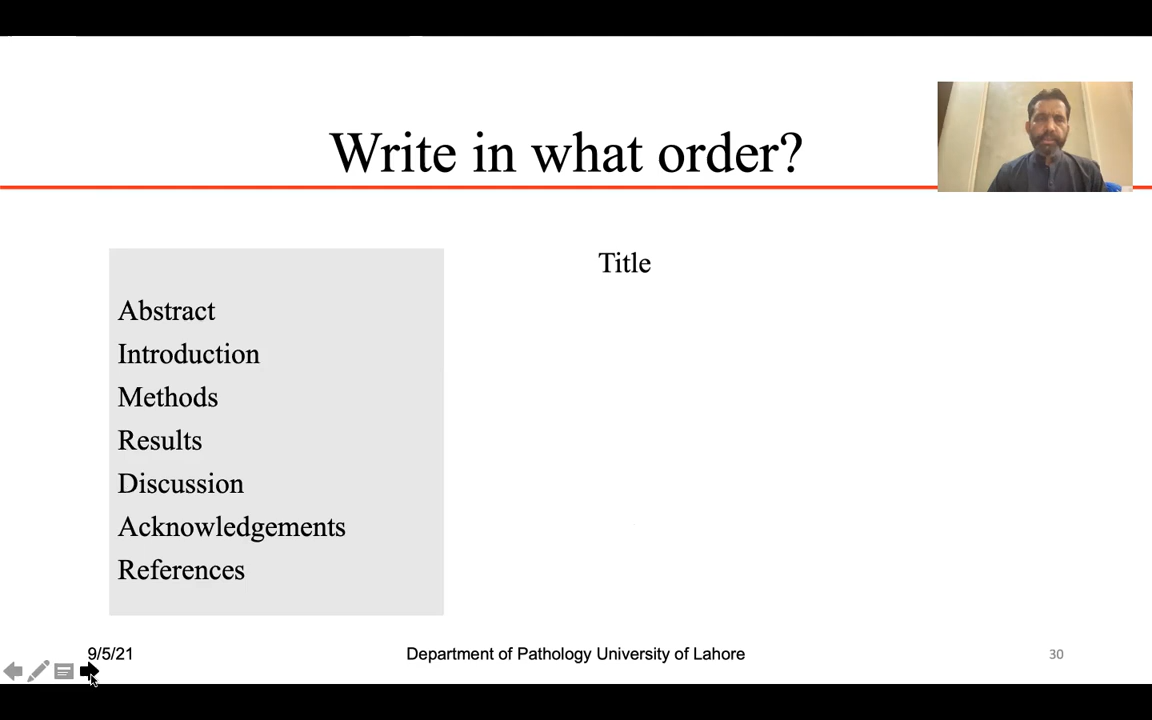 Write in what order?
Title
Abstract
Introduction
Methods
Results
Discussion
Acknowledgements
References
9/5/21
Department of Pathology University of Lahore
30